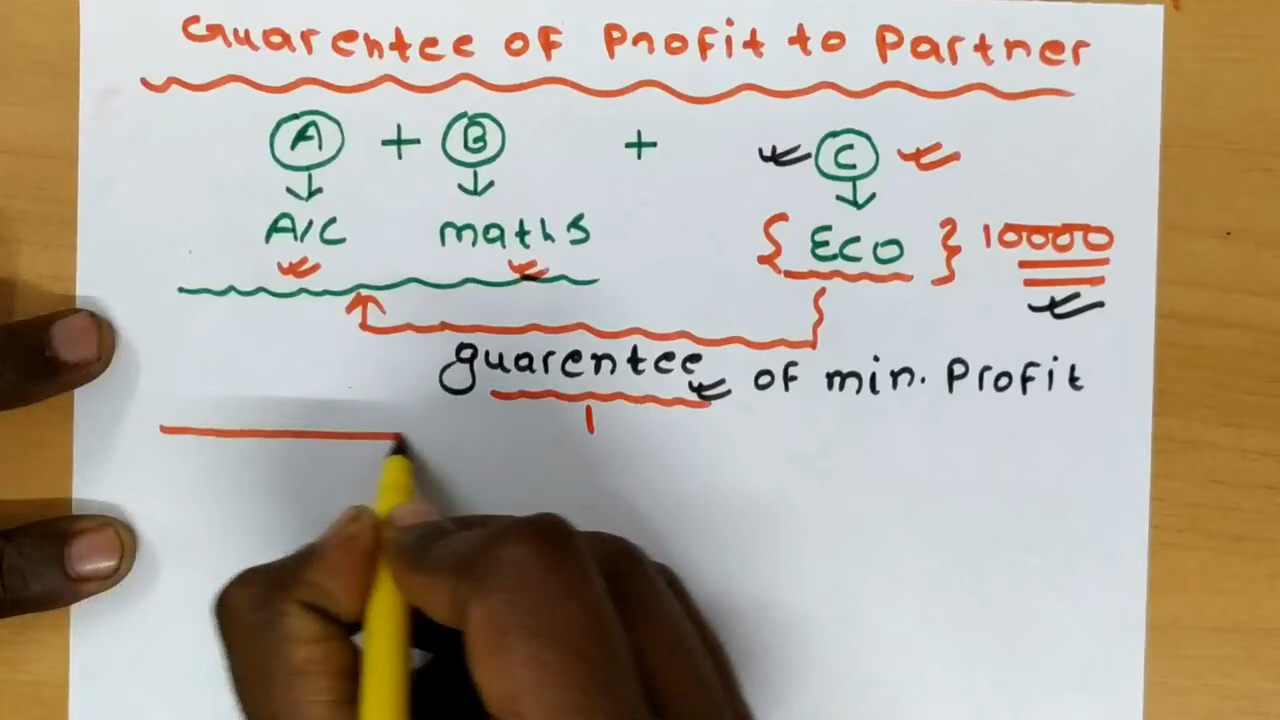 Guarentee of Profit to Partner
A + B + C
A/C maths { ECO } 10000
guarentee of min. Profit